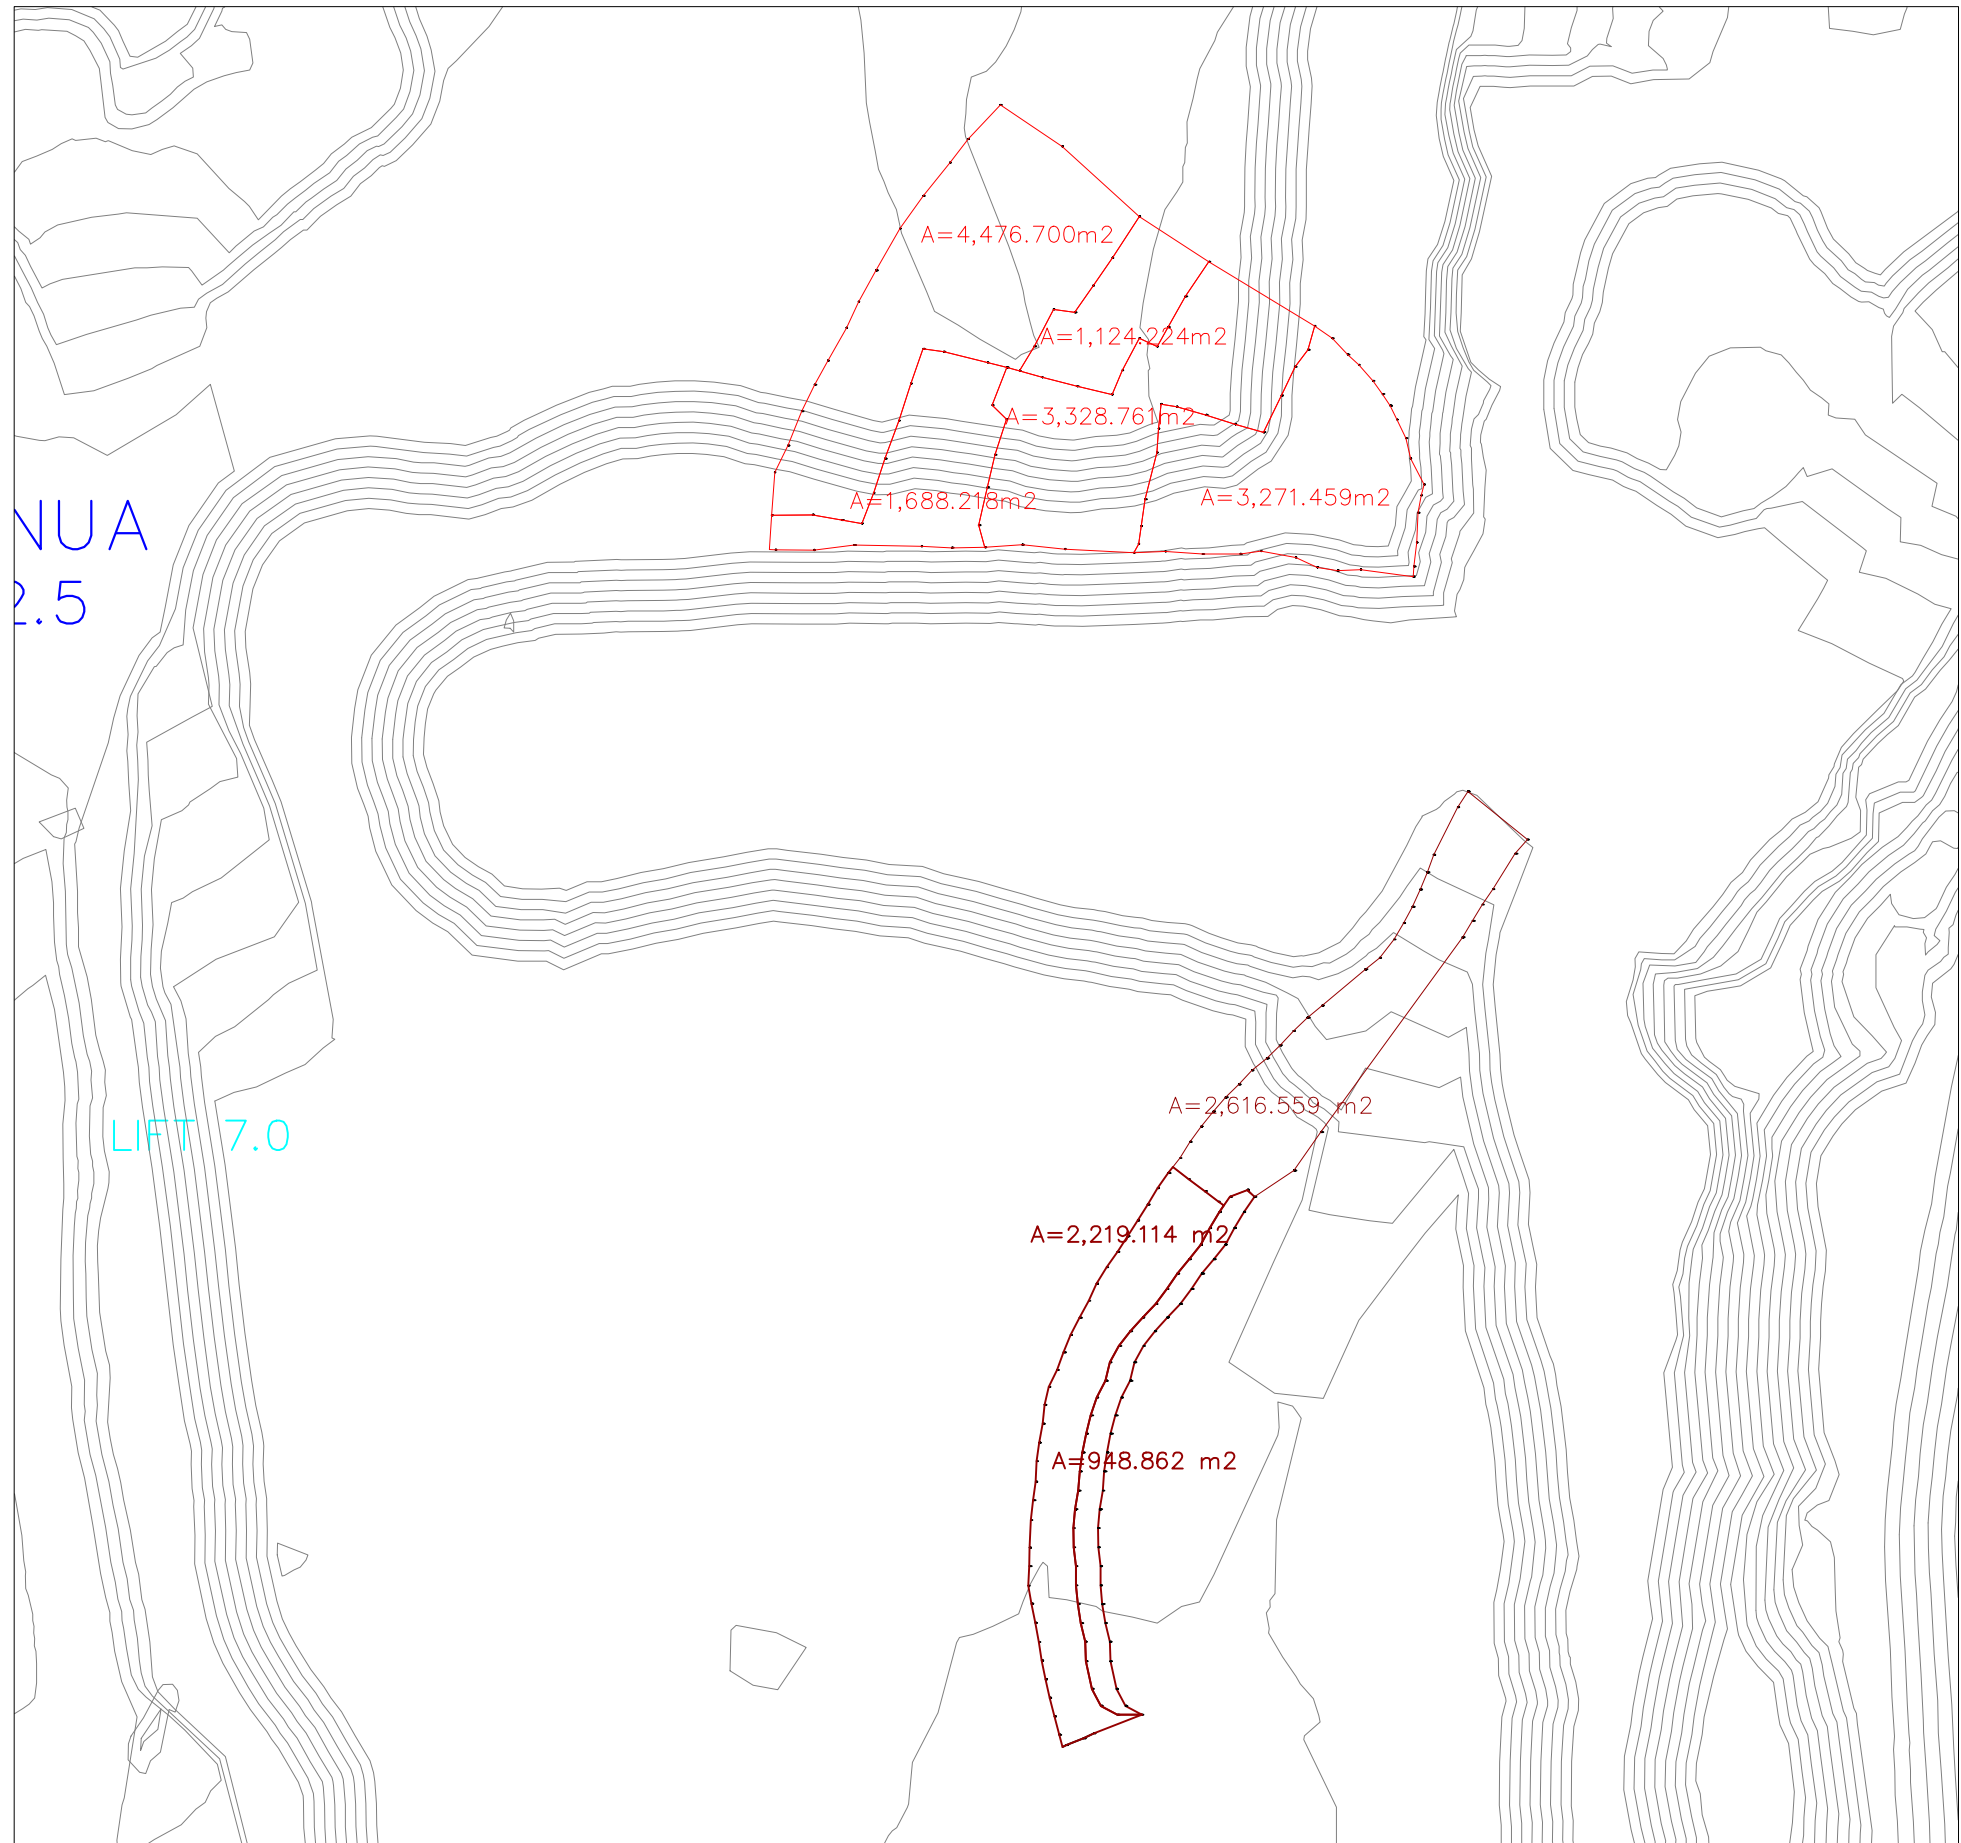 A=4,476.700m2
A=1,124.224m2
A=3,328.761m2
A=1,688.218m2
A=3,271.459m2
NUA
2.5
A=2,616.559 m2
LIFT 7.0
A=2,219.114 m2
A=948.862 m2